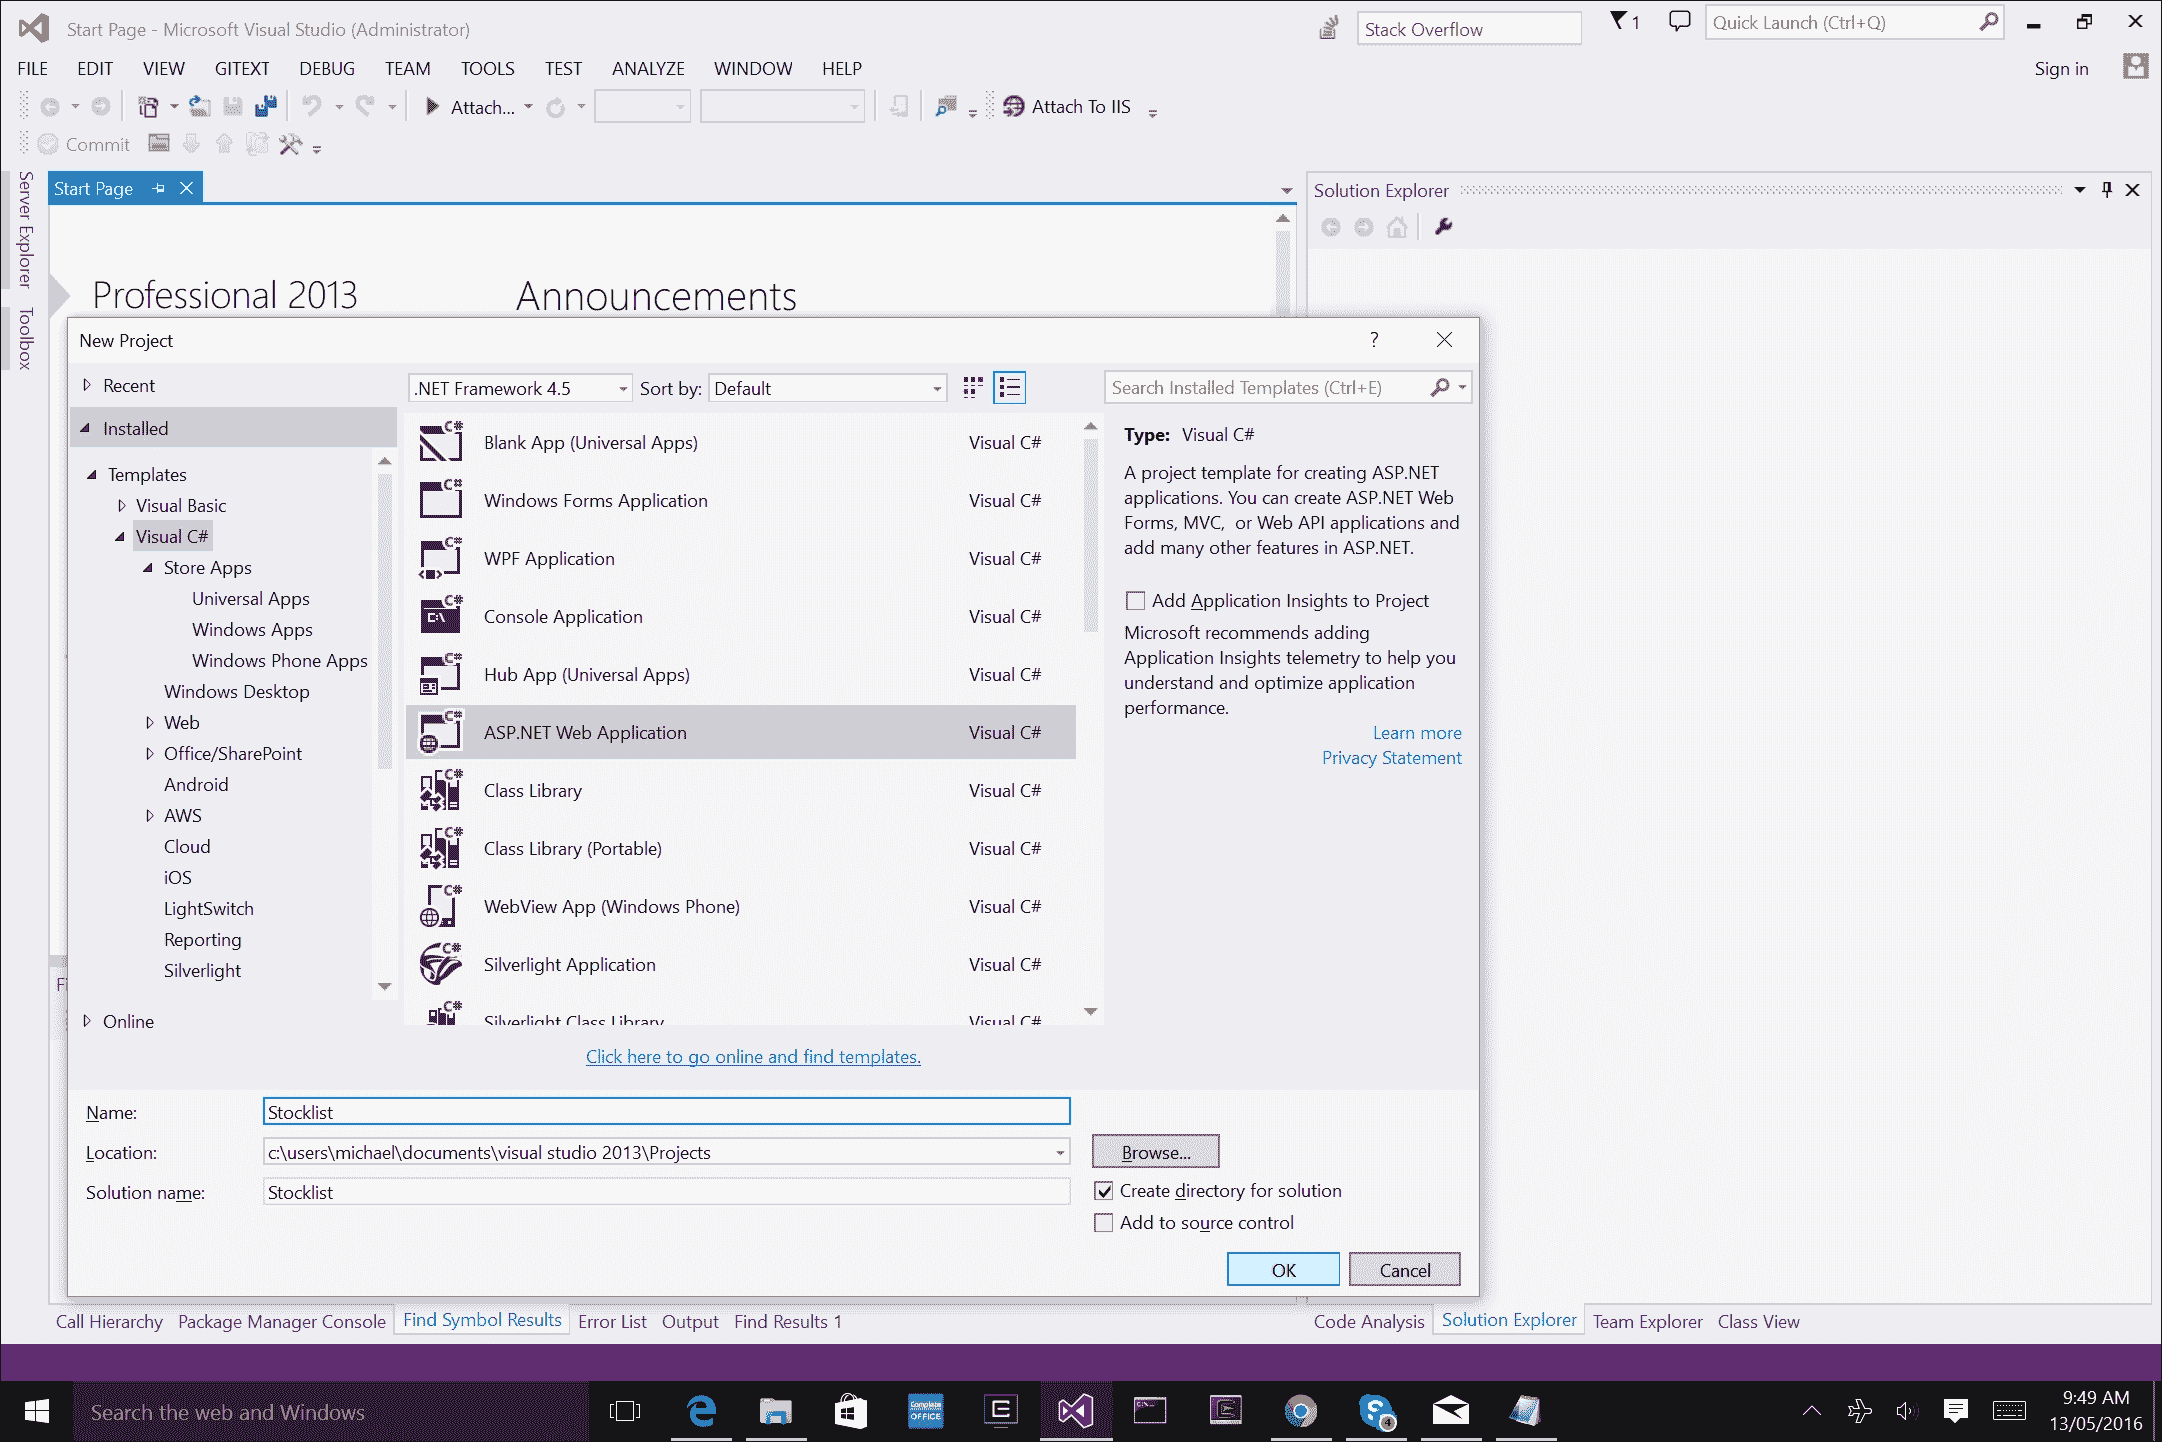 Start Page - Microsoft Visual Studio (Administrator)
Stack Overflow
1
Quick Launch (Ctrl+Q)
FILE EDIT VIEW GITEXT DEBUG TEAM TOOLS TEST ANALYZE WINDOW HELP
Sign in
Attach...
Attach To IIS
Commit
Server Explorer
Toolbox
Start Page
Solution Explorer
Professional 2013
Announcements
New Project
?
Recent
Installed
Templates
Visual Basic
Visual C#
Store Apps
Universal Apps
Windows Apps
Windows Phone Apps
Windows Desktop
Web
Office/SharePoint
Android
AWS
Cloud
iOS
LightSwitch
Reporting
Silverlight
Online
.NET Framework 4.5
Sort by: Default
Search Installed Templates (Ctrl+E)
Blank App (Universal Apps) Visual C#
Windows Forms Application Visual C#
WPF Application Visual C#
Console Application Visual C#
Hub App (Universal Apps) Visual C#
ASP.NET Web Application Visual C#
Class Library Visual C#
Class Library (Portable) Visual C#
WebView App (Windows Phone) Visual C#
Silverlight Application Visual C#
Silverlight Class Library Visual C#
Click here to go online and find templates.
Type: Visual C#
A project template for creating ASP.NET
applications. You can create ASP.NET Web
Forms, MVC, or Web API applications and
add many other features in ASP.NET.
Add Application Insights to Project
Microsoft recommends adding
Application Insights telemetry to help you
understand and optimize application
performance.
Learn more
Privacy Statement
Name: Stocklist
Location: c:\users\michael\documents\visual studio 2013\Projects
Browse...
Solution name: Stocklist
Create directory for solution
Add to source control
OK Cancel
Call Hierarchy Package Manager Console Find Symbol Results Error List Output Find Results 1
Code Analysis Solution Explorer Team Explorer Class View
Search the web and Windows
Complete
OFFICE
4
9:49 AM
13/05/2016